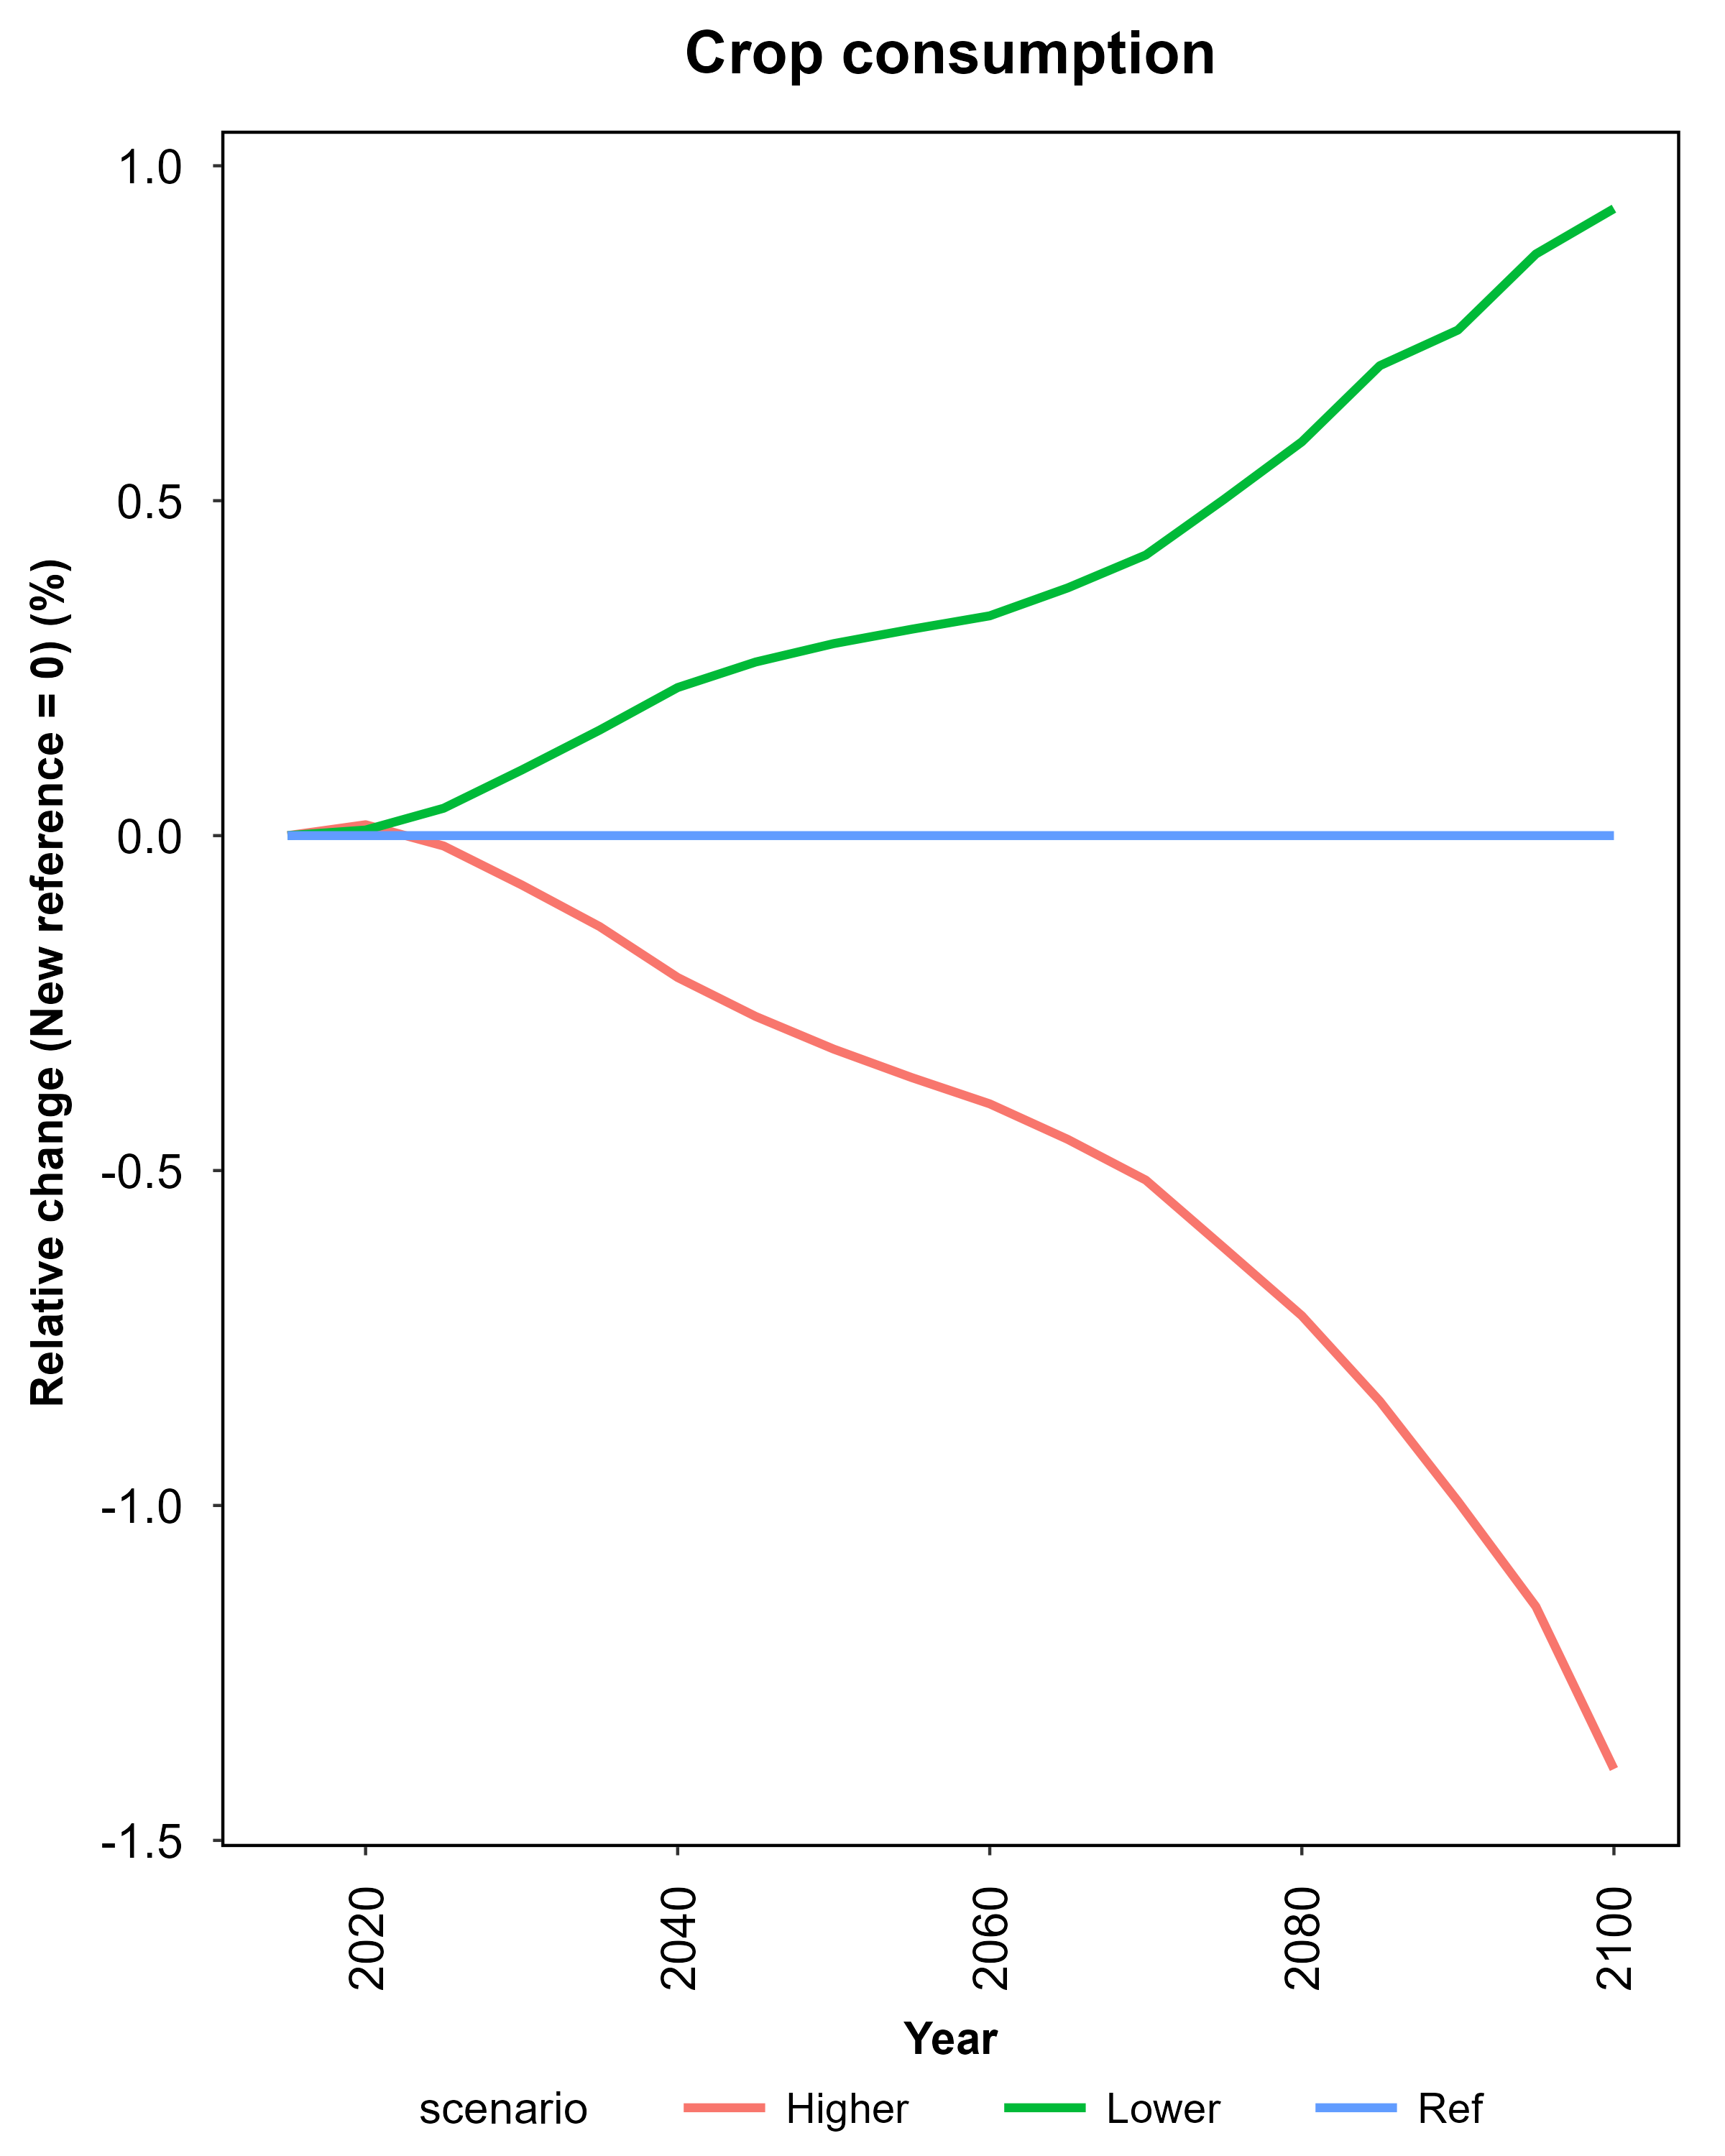 Crop consumption
Relative change (New reference = 0) (%)
1.0
0.5
0.0
-0.5
-1.0
-1.5
2020
2040
2060
2080
2100
Year
scenario Higher Lower Ref